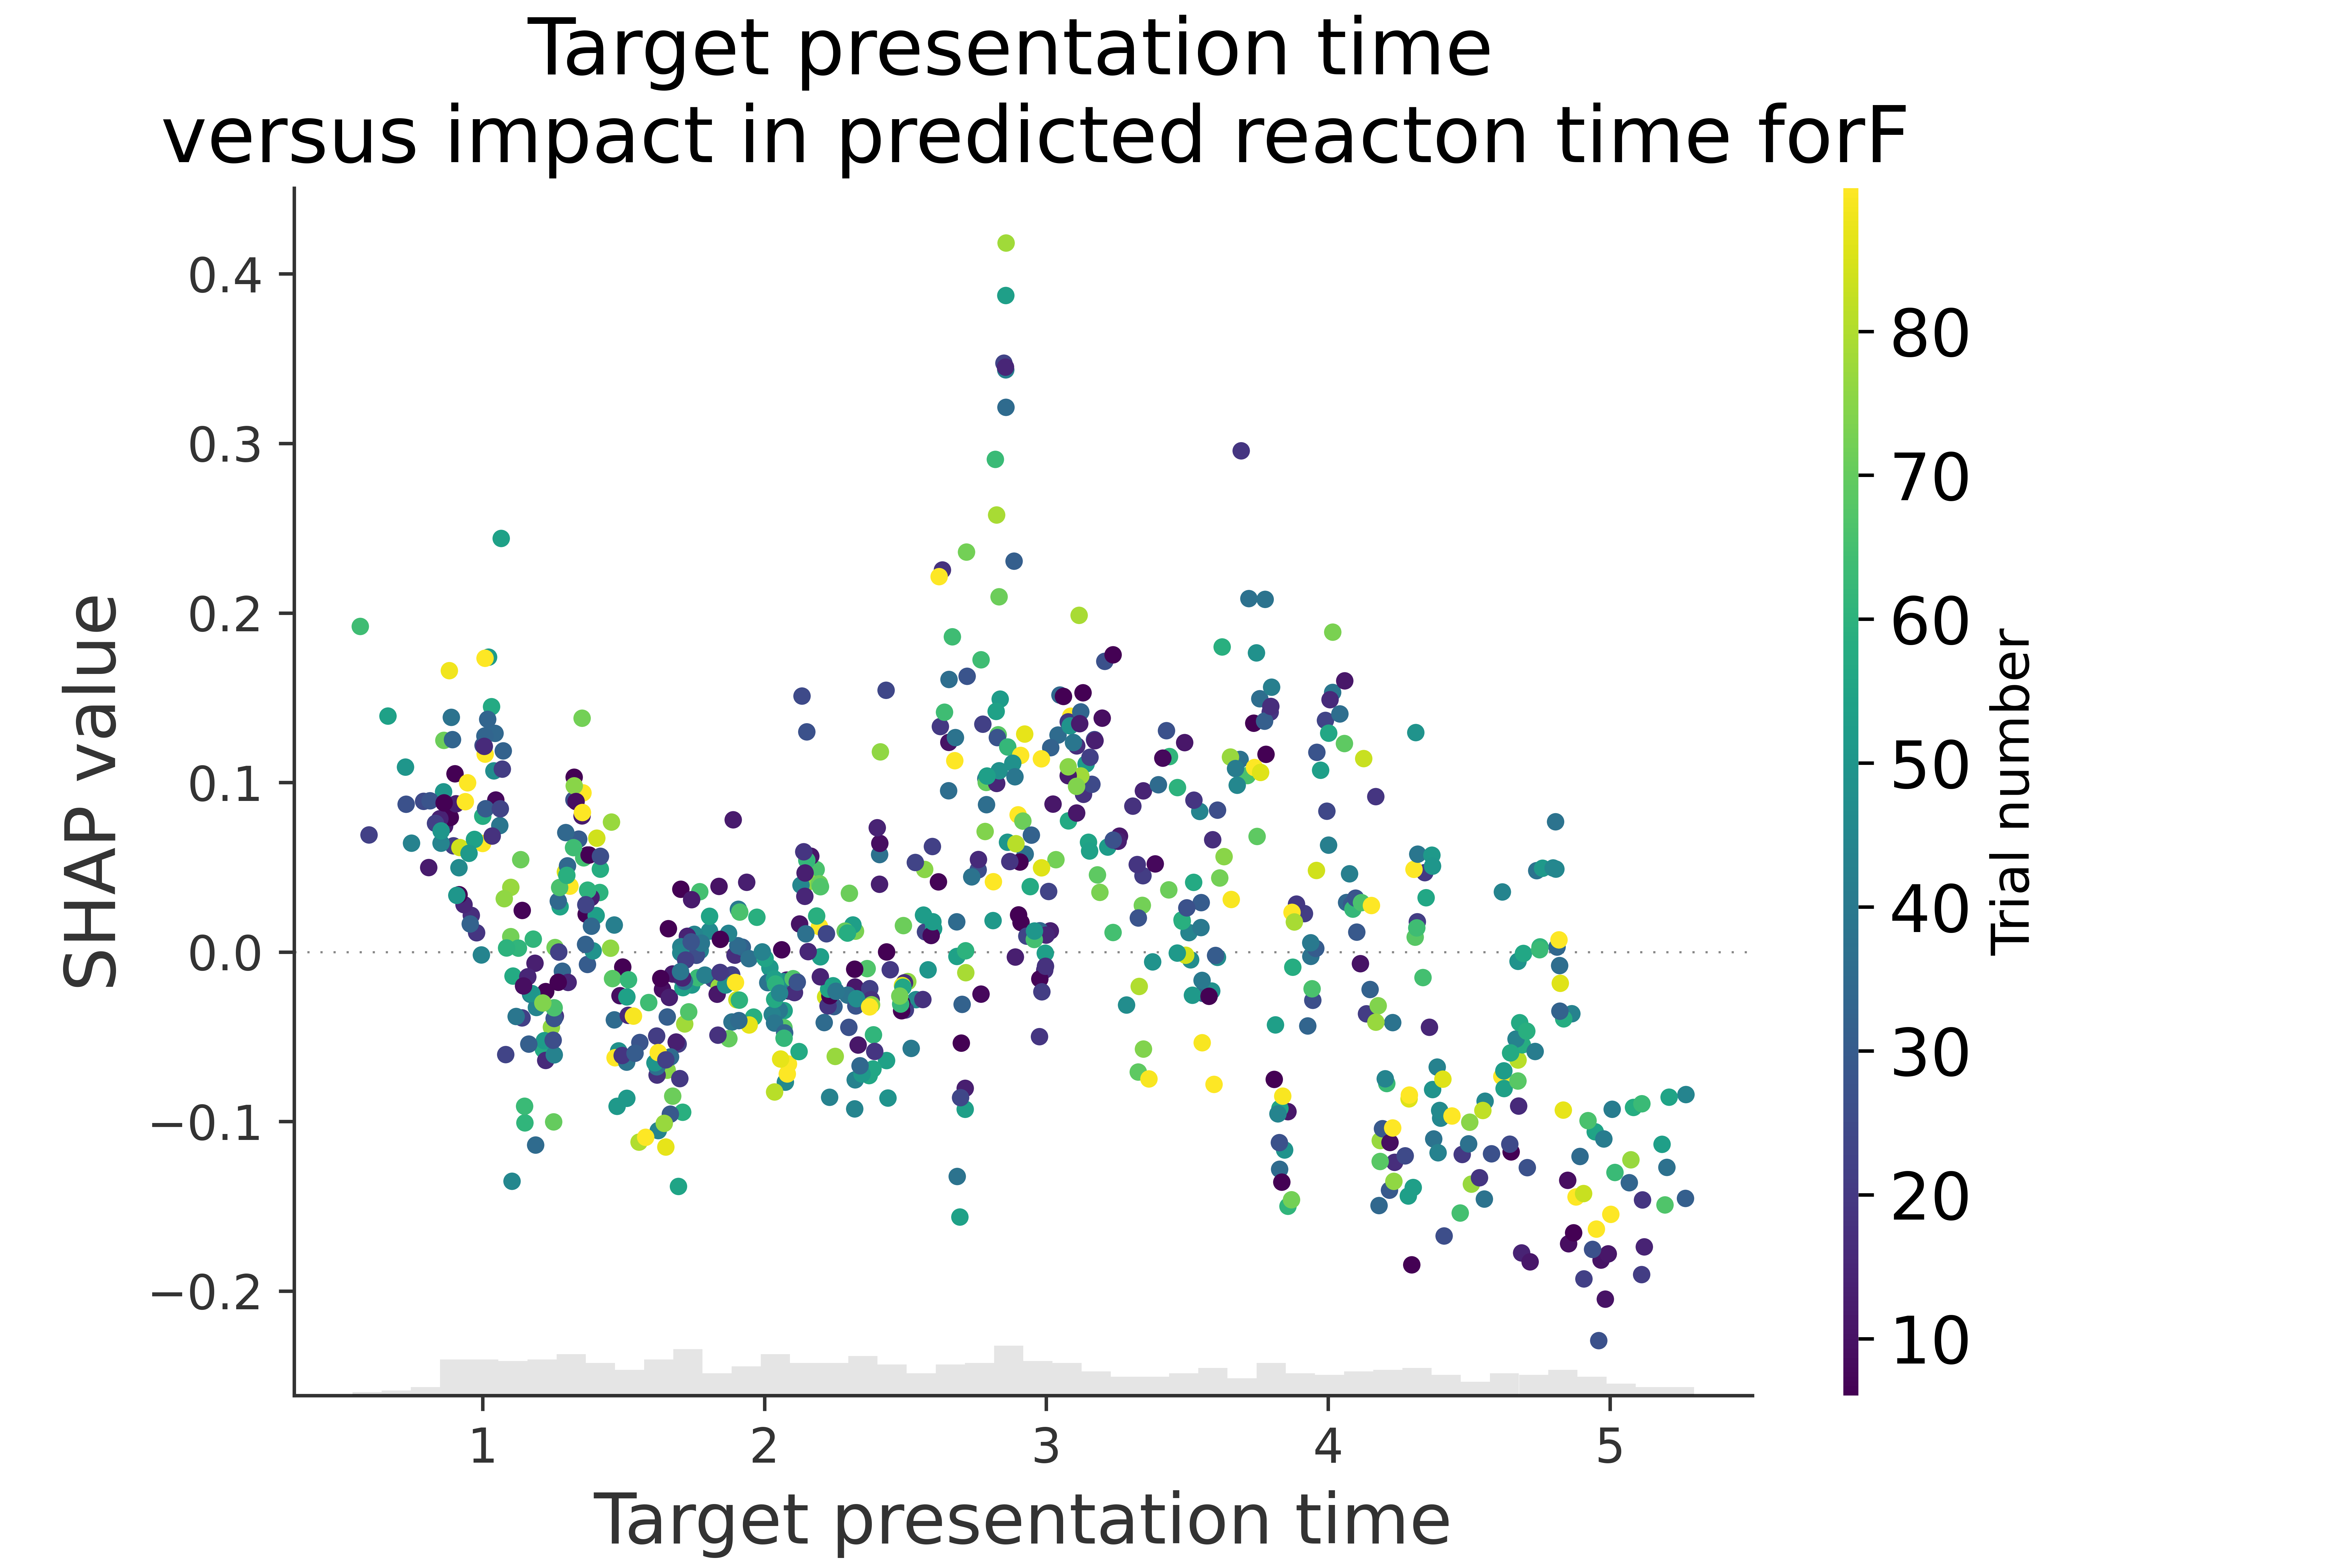 Target presentation time
versus impact in predicted reacton time forF
SHAP value
0.4
0.3
0.2
0.1
0.0
−0.1
−0.2
1 2 3 4 5
Target presentation time
80
70
60
50
40
30
20
10
Trial number